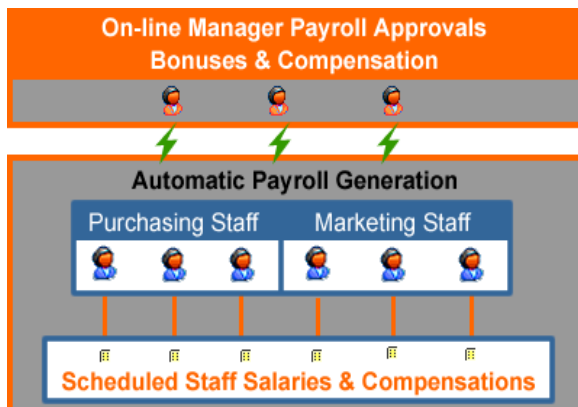 On-line Manager Payroll Approvals
Bonuses & Compensation
Automatic Payroll Generation
Purchasing Staff
Marketing Staff
Scheduled Staff Salaries & Compensations